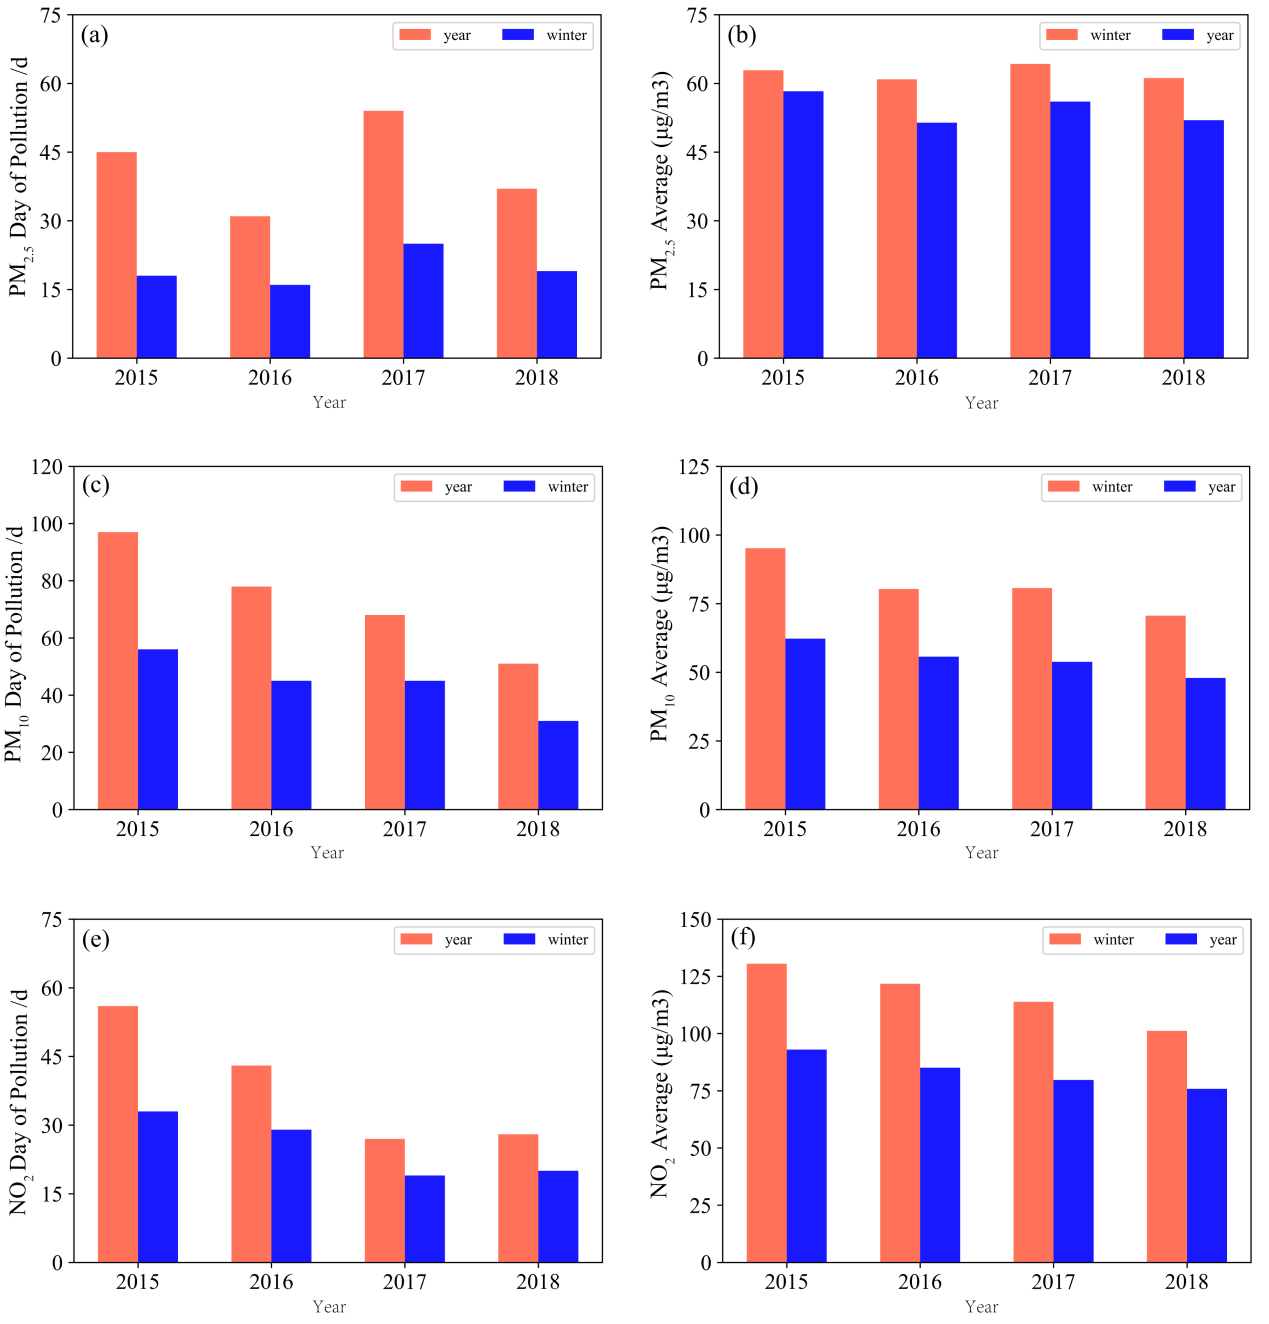 (a)
year winter
PM2.5 Day of Pollution /d
75
60
45
30
15
0
2015 2016 2017 2018
Year
(b)
winter year
PM2.5 Average (μg/m3)
75
60
45
30
15
0
2015 2016 2017 2018
Year
(c)
year winter
PM10 Day of Pollution /d
120
100
80
60
40
20
0
2015 2016 2017 2018
Year
(d)
winter year
PM10 Average (μg/m3)
125
100
75
50
25
0
2015 2016 2017 2018
Year
(e)
year winter
NO2 Day of Pollution /d
75
60
45
30
15
0
2015 2016 2017 2018
Year
(f)
winter year
NO2 Average (μg/m3)
150
125
100
75
50
25
0
2015 2016 2017 2018
Year